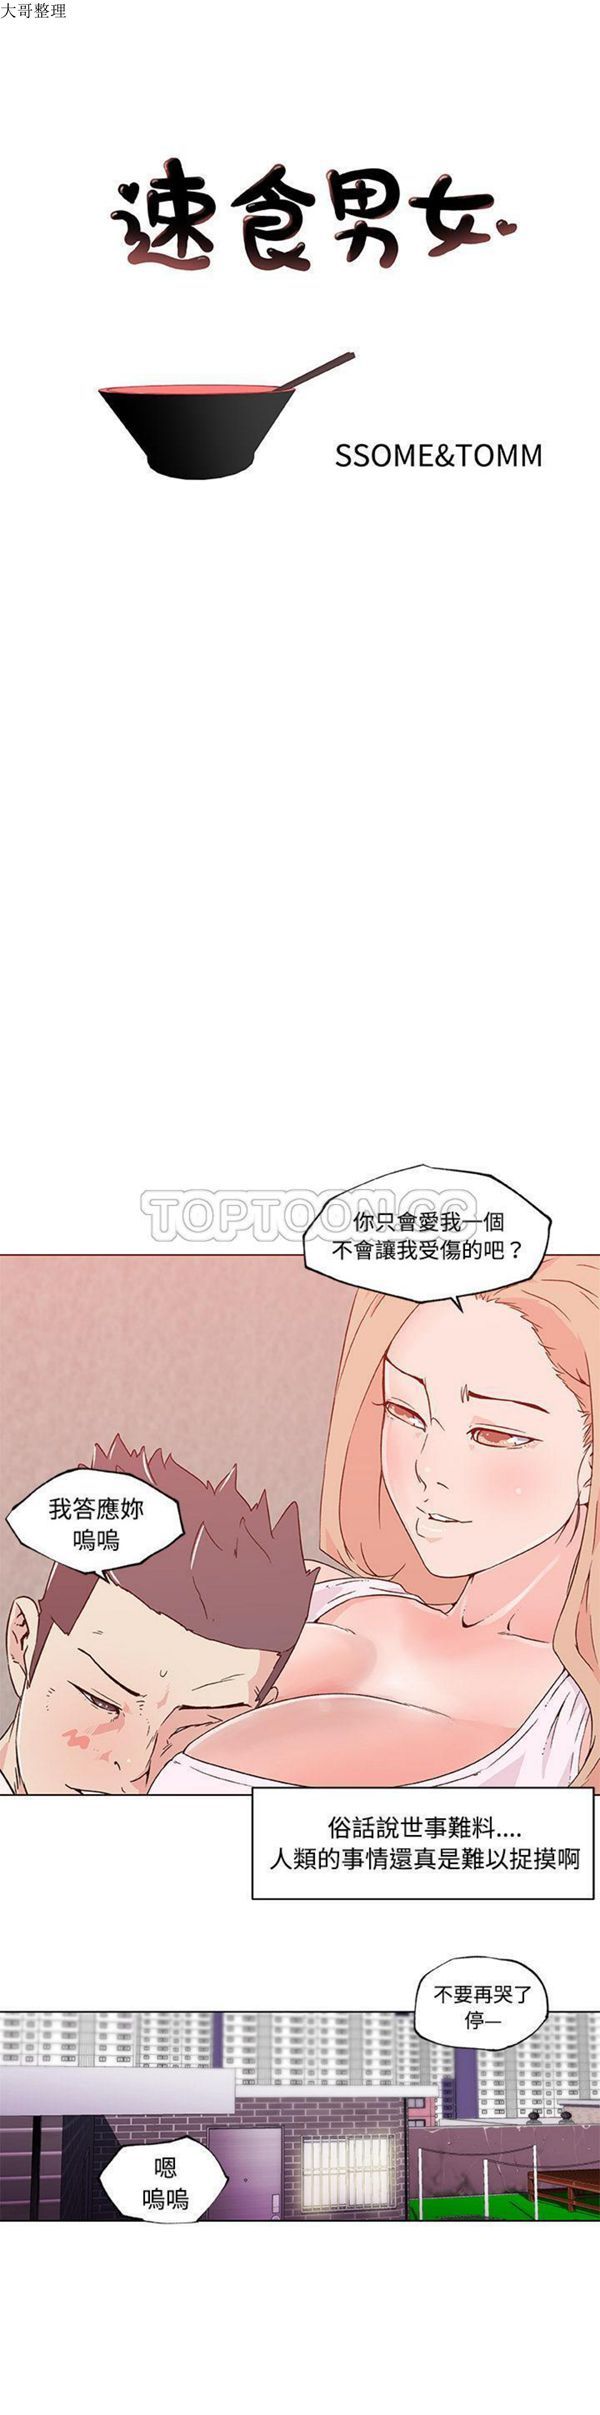 大哥整理
速食男女
SSOME&TOMM
TOPTOON.CC
你只會愛我一個
不會讓我受傷的吧？
我答應妳
嗚嗚
俗話說世事難料....
人類的事情還真是難以捉摸啊
不要再哭了
停—
嗯
嗚嗚